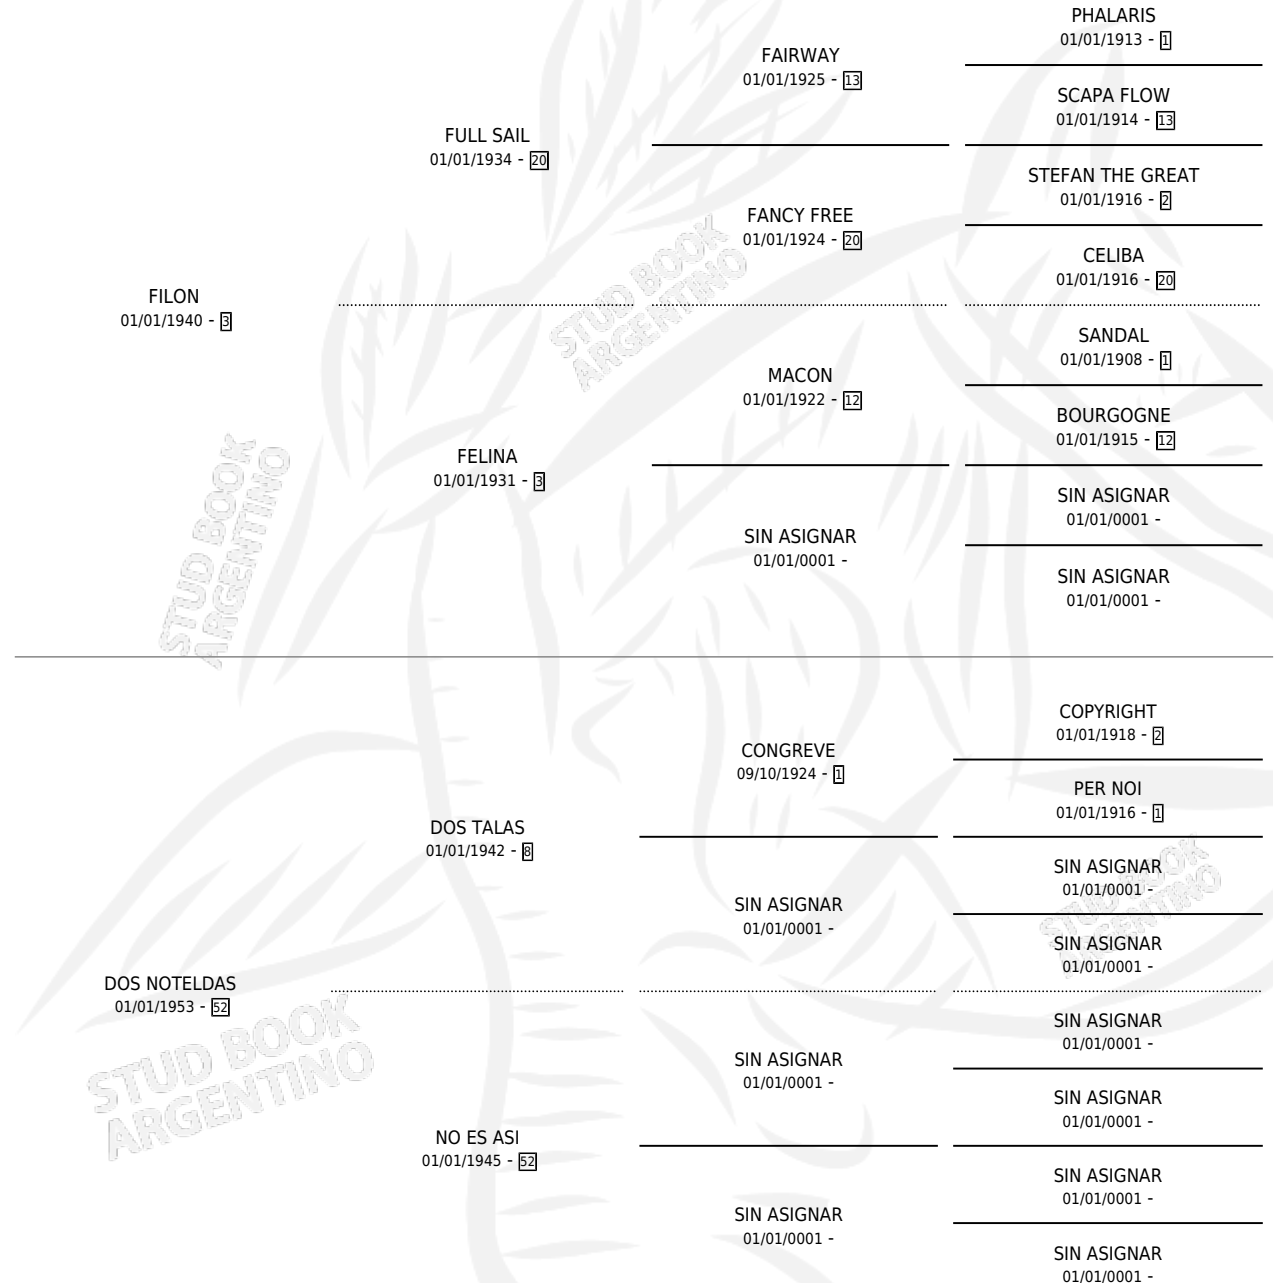 PHALARIS
01/01/1913 - 1
FAIRWAY
01/01/1925 - 13
SCAPA FLOW
01/01/1914 - 13
FULL SAIL
01/01/1934 - 20
STEFAN THE GREAT
01/01/1916 - 2
FANCY FREE
01/01/1924 - 20
CELIBA
01/01/1916 - 20
FILON
01/01/1940 - 3
STUD BOOK
ARGENTINO
SANDAL
01/01/1908 - 1
MACON
01/01/1922 - 12
BOURGOGNE
01/01/1915 - 12
FELINA
01/01/1931 - 3
SIN ASIGNAR
01/01/0001 -
SIN ASIGNAR
01/01/0001 -
SIN ASIGNAR
01/01/0001 -
STUD BOOK
ARGENTINO
COPYRIGHT
01/01/1918 - 2
CONGREVE
09/10/1924 - 1
PER NOI
01/01/1916 - 1
DOS TALAS
01/01/1942 - 8
SIN ASIGNAR
01/01/0001 -
SIN ASIGNAR
01/01/0001 -
SIN ASIGNAR
01/01/0001 -
STUD BOOK
ARGENTINO
DOS NOTELDAS
01/01/1953 - 52
SIN ASIGNAR
01/01/0001 -
SIN ASIGNAR
01/01/0001 -
SIN ASIGNAR
01/01/0001 -
STUD BOOK
ARGENTINO
NO ES ASI
01/01/1945 - 52
SIN ASIGNAR
01/01/0001 -
SIN ASIGNAR
01/01/0001 -
SIN ASIGNAR
01/01/0001 -